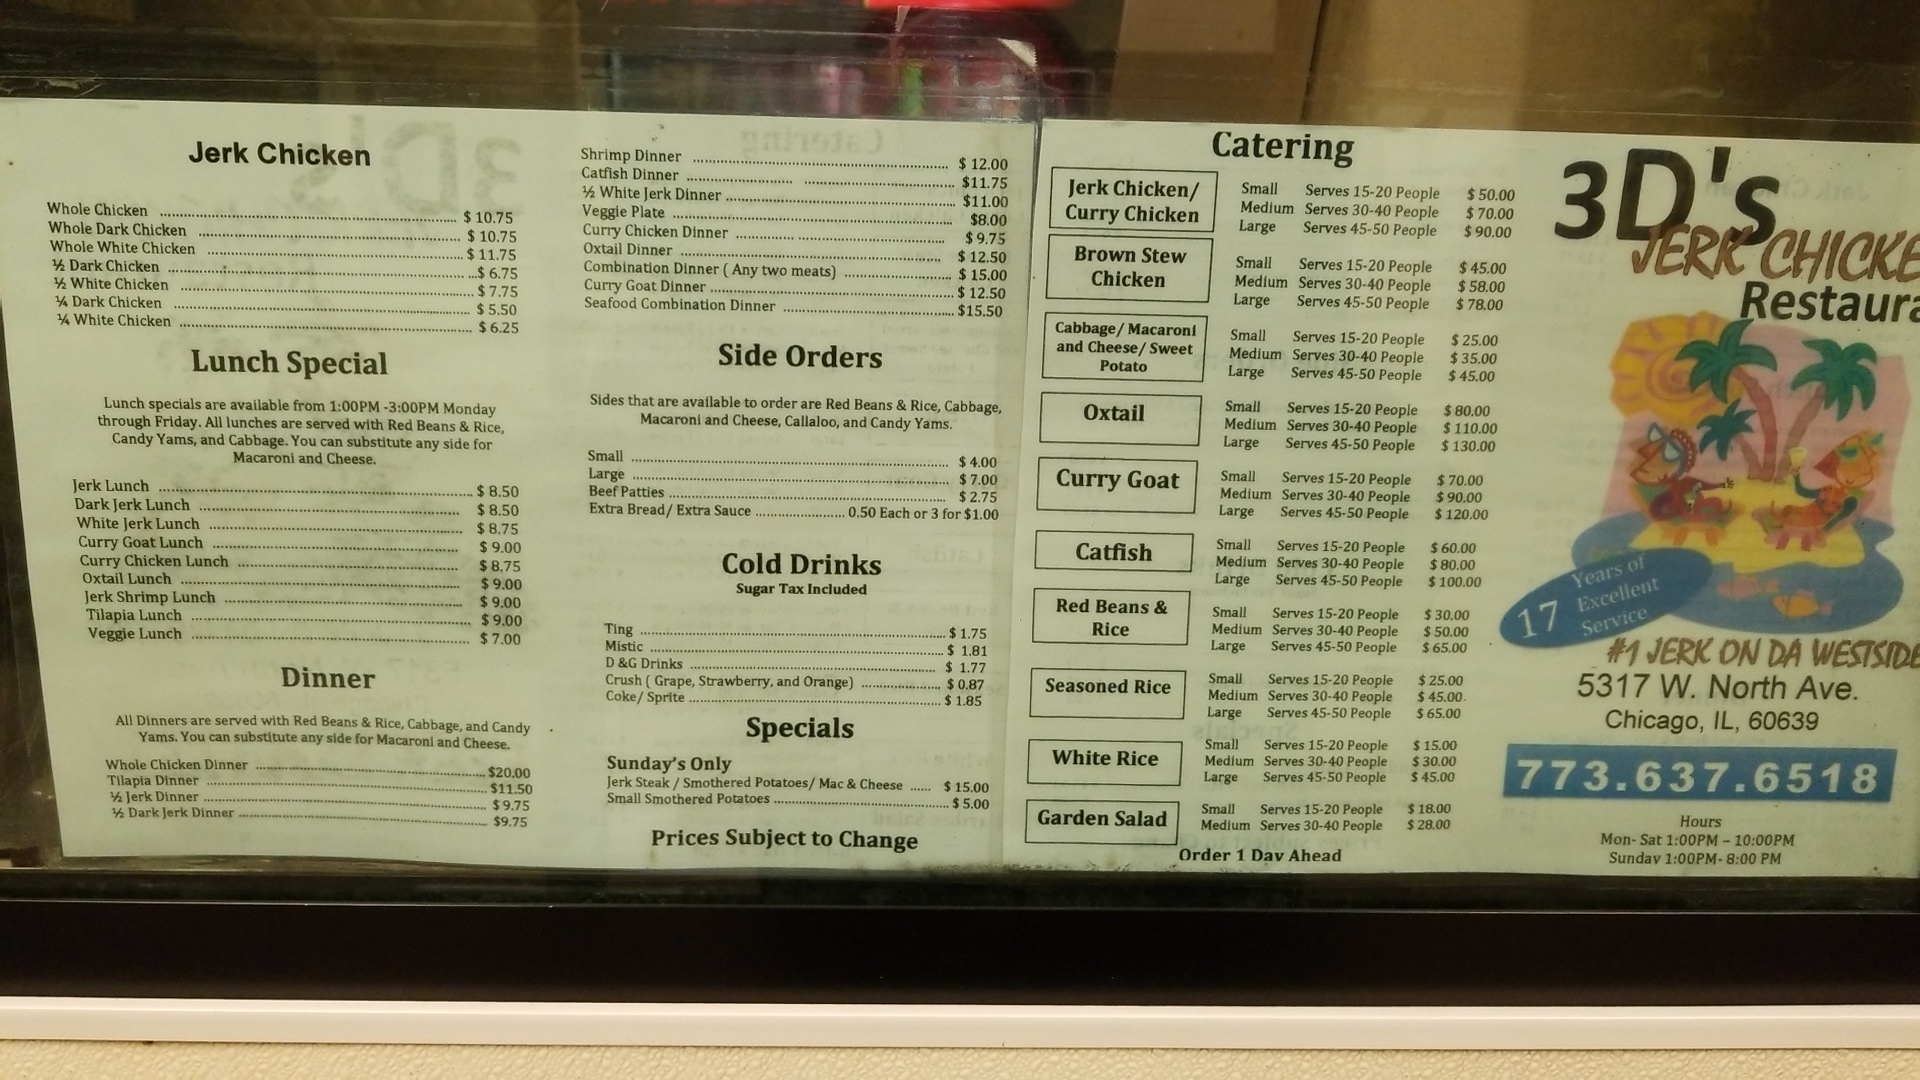 Jerk Chicken
Whole Chicken $ 10.75
Whole Dark Chicken $ 10.75
Whole White Chicken $ 11.75
½ Dark Chicken $ 6.75
½ White Chicken $ 7.75
¼ Dark Chicken $ 5.50
¼ White Chicken $ 6.25
Lunch Special
Lunch specials are available from 1:00PM -3:00PM Monday
through Friday. All lunches are served with Red Beans & Rice,
Candy Yams, and Cabbage. You can substitute any side for
Macaroni and Cheese.
Jerk Lunch $ 8.50
Dark Jerk Lunch $ 8.50
White Jerk Lunch $ 8.75
Curry Goat Lunch $ 9.00
Curry Chicken Lunch $ 8.75
Oxtail Lunch $ 9.00
Jerk Shrimp Lunch $ 9.00
Tilapia Lunch $ 9.00
Veggie Lunch $ 7.00
Dinner
All Dinners are served with Red Beans & Rice, Cabbage, and Candy
Yams. You can substitute any side for Macaroni and Cheese.
Whole Chicken Dinner $20.00
Tilapia Dinner $11.50
½ Jerk Dinner $ 9.75
½ Dark Jerk Dinner $9.75
Shrimp Dinner $ 12.00
Catfish Dinner $11.75
½ White Jerk Dinner $11.00
Veggie Plate $8.00
Curry Chicken Dinner $ 9.75
Oxtail Dinner $ 12.50
Combination Dinner ( Any two meats) $ 15.00
Curry Goat Dinner $ 12.50
Seafood Combination Dinner $15.50
Side Orders
Sides that are available to order are Red Beans & Rice, Cabbage,
Macaroni and Cheese, Callaloo, and Candy Yams.
Small $ 4.00
Large $ 7.00
Beef Patties $ 2.75
Extra Bread/ Extra Sauce 0.50 Each or 3 for $1.00
Cold Drinks
Sugar Tax Included
Ting $ 1.75
Mistic $ 1.81
D &G Drinks $ 1.77
Crush ( Grape, Strawberry, and Orange) $ 0.87
Coke/ Sprite $ 1.85
Specials
Sunday's Only
Jerk Steak / Smothered Potatoes/ Mac & Cheese $ 15.00
Small Smothered Potatoes $ 5.00
Prices Subject to Change
Catering
Jerk Chicken/
Curry Chicken
Small Serves 15-20 People $ 50.00
Medium Serves 30-40 People $ 70.00
Large Serves 45-50 People $ 90.00
Brown Stew
Chicken
Small Serves 15-20 People $ 45.00
Medium Serves 30-40 People $ 58.00
Large Serves 45-50 People $ 78.00
Cabbage/ Macaroni
and Cheese/ Sweet
Potato
Small Serves 15-20 People $ 25.00
Medium Serves 30-40 People $ 35.00
Large Serves 45-50 People $ 45.00
Oxtail
Small Serves 15-20 People $ 80.00
Medium Serves 30-40 People $ 110.00
Large Serves 45-50 People $ 130.00
Curry Goat
Small Serves 15-20 People $ 70.00
Medium Serves 30-40 People $ 90.00
Large Serves 45-50 People $ 120.00
Catfish
Small Serves 15-20 People $ 60.00
Medium Serves 30-40 People $ 80.00
Large Serves 45-50 People $ 100.00
Red Beans &
Rice
Small Serves 15-20 People $ 30.00
Medium Serves 30-40 People $ 50.00
Large Serves 45-50 People $ 65.00
Seasoned Rice
Small Serves 15-20 People $ 25.00
Medium Serves 30-40 People $ 45.00
Large Serves 45-50 People $ 65.00
White Rice
Small Serves 15-20 People $ 15.00
Medium Serves 30-40 People $ 30.00
Large Serves 45-50 People $ 45.00
Garden Salad
Small Serves 15-20 People $ 18.00
Medium Serves 30-40 People $ 28.00
Order 1 Day Ahead
3D's
JERK CHICKE
Restaura
17 Years of
Excellent
Service
#1 JERK ON DA WESTSIDE
5317 W. North Ave.
Chicago, IL, 60639
773.637.6518
Hours
Mon- Sat 1:00PM – 10:00PM
Sunday 1:00PM- 8:00 PM